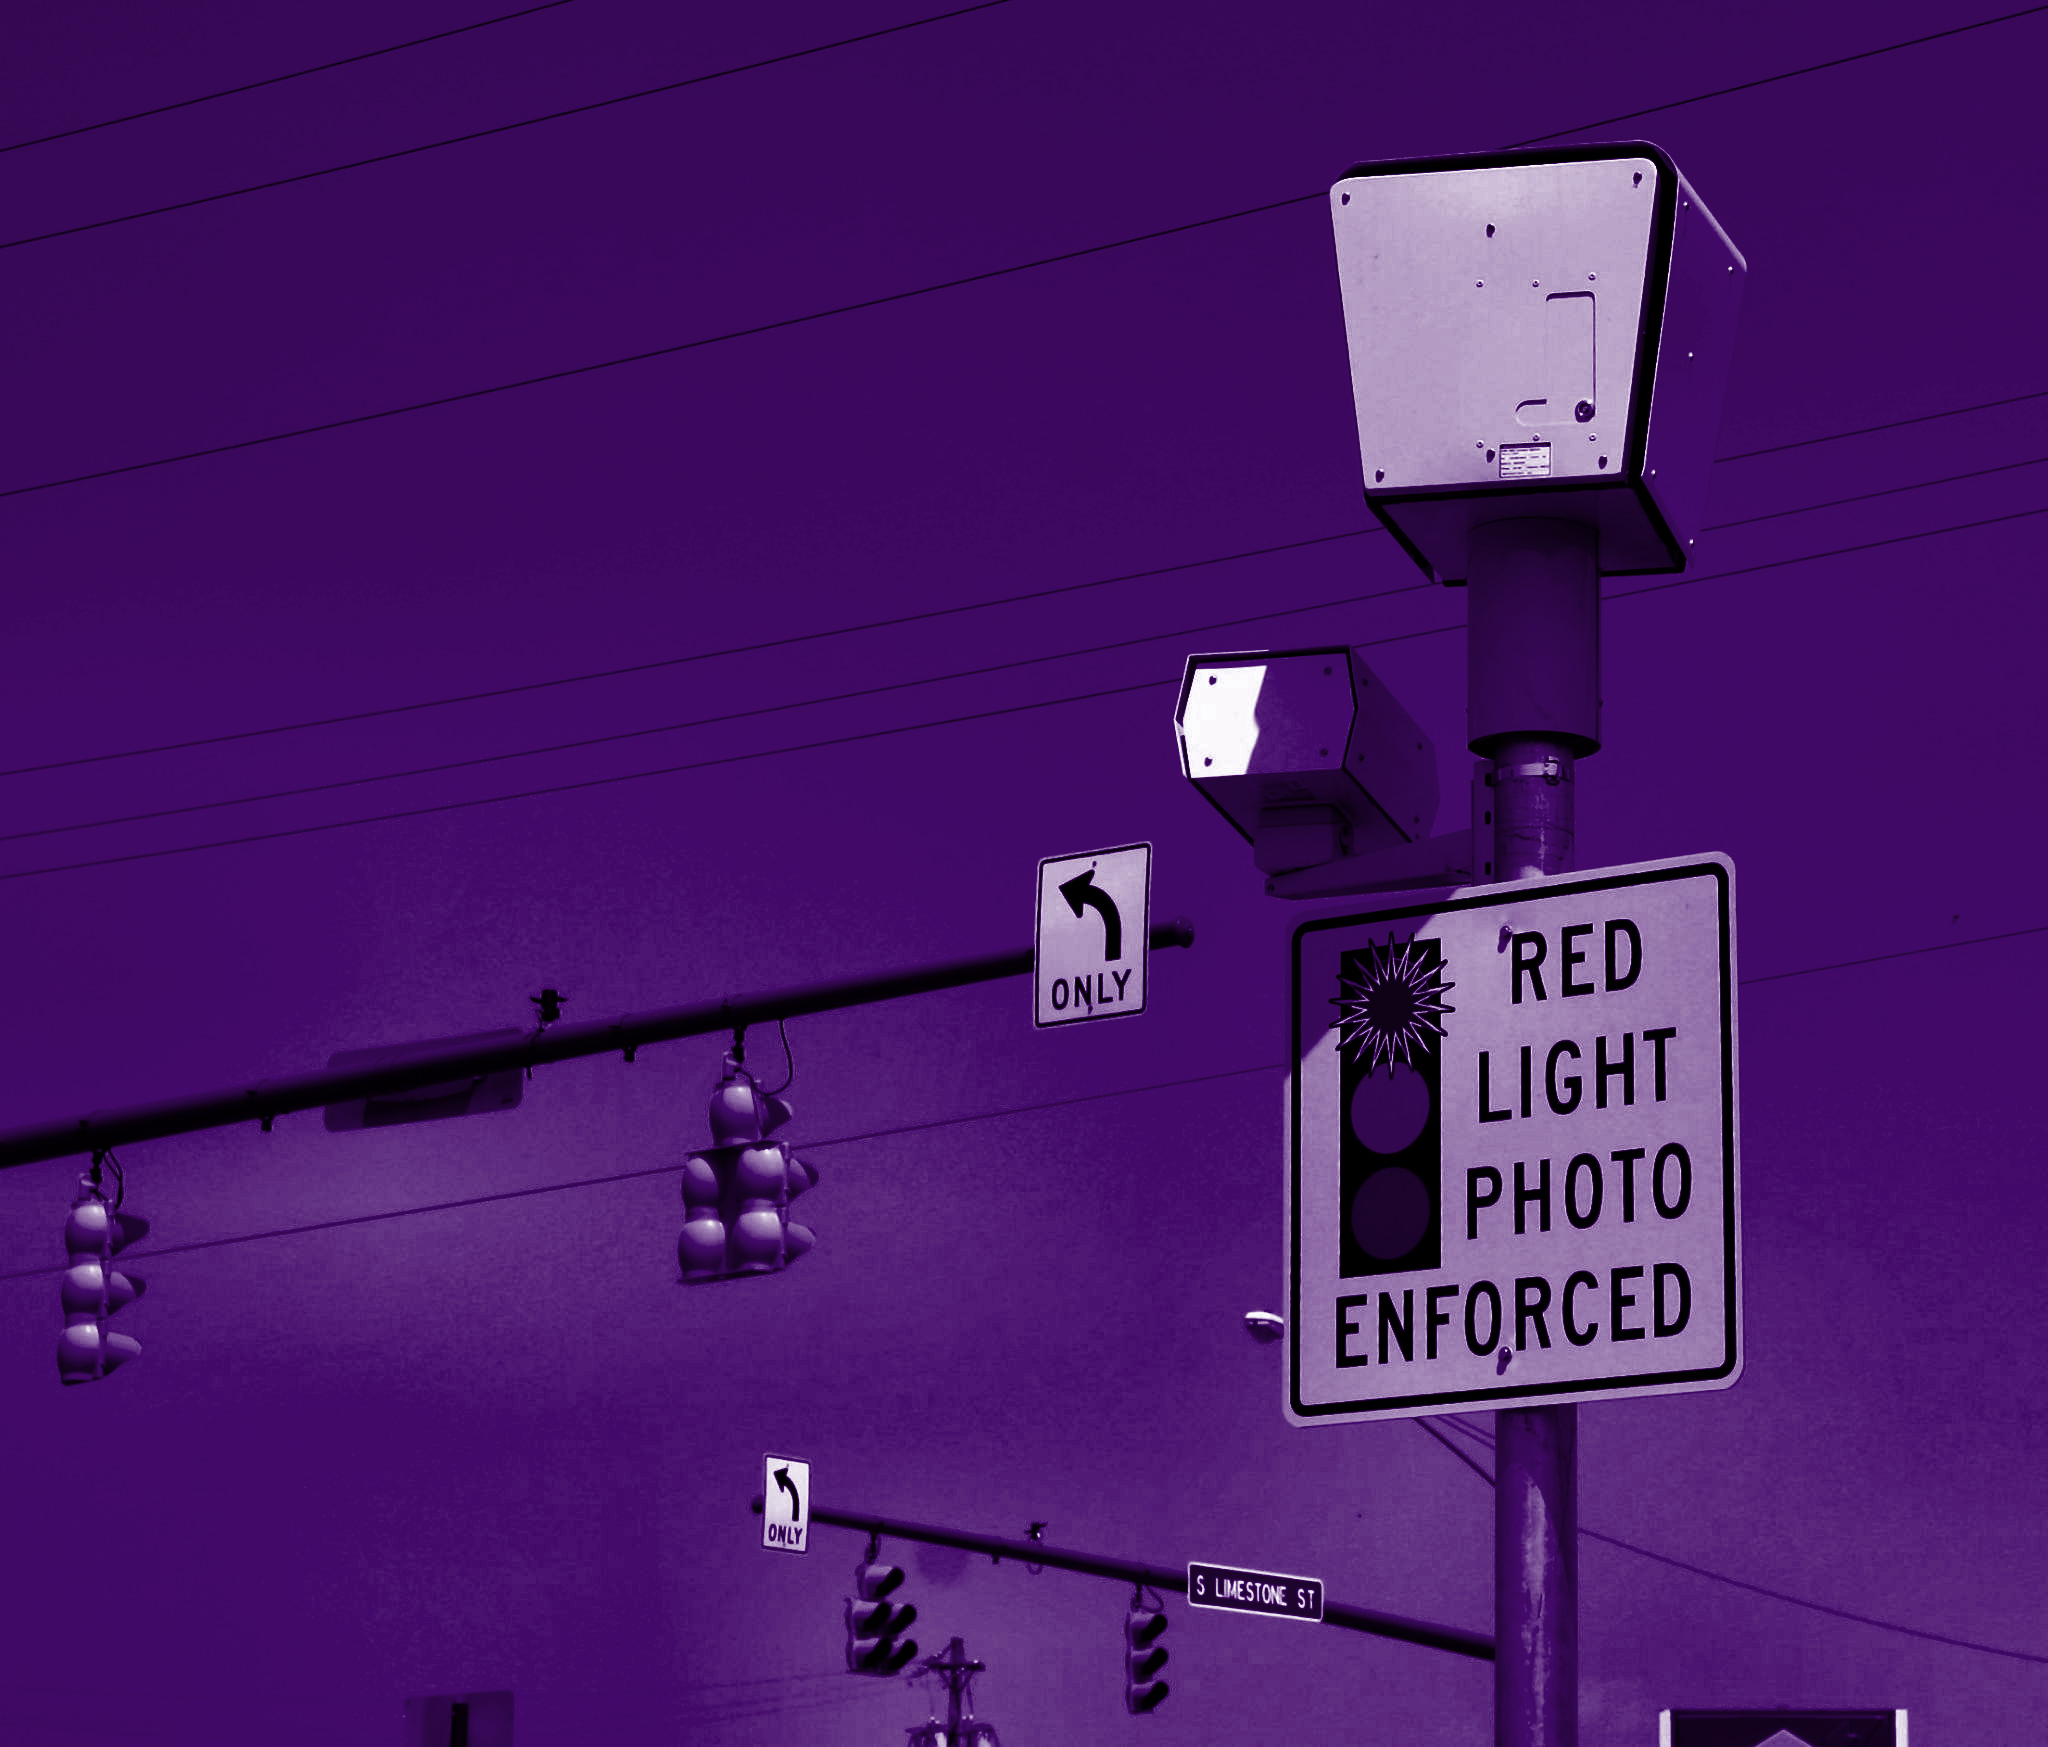 ONLY
RED
LIGHT
PHOTO
ENFORCED
ONLY
S LIMESTONE ST